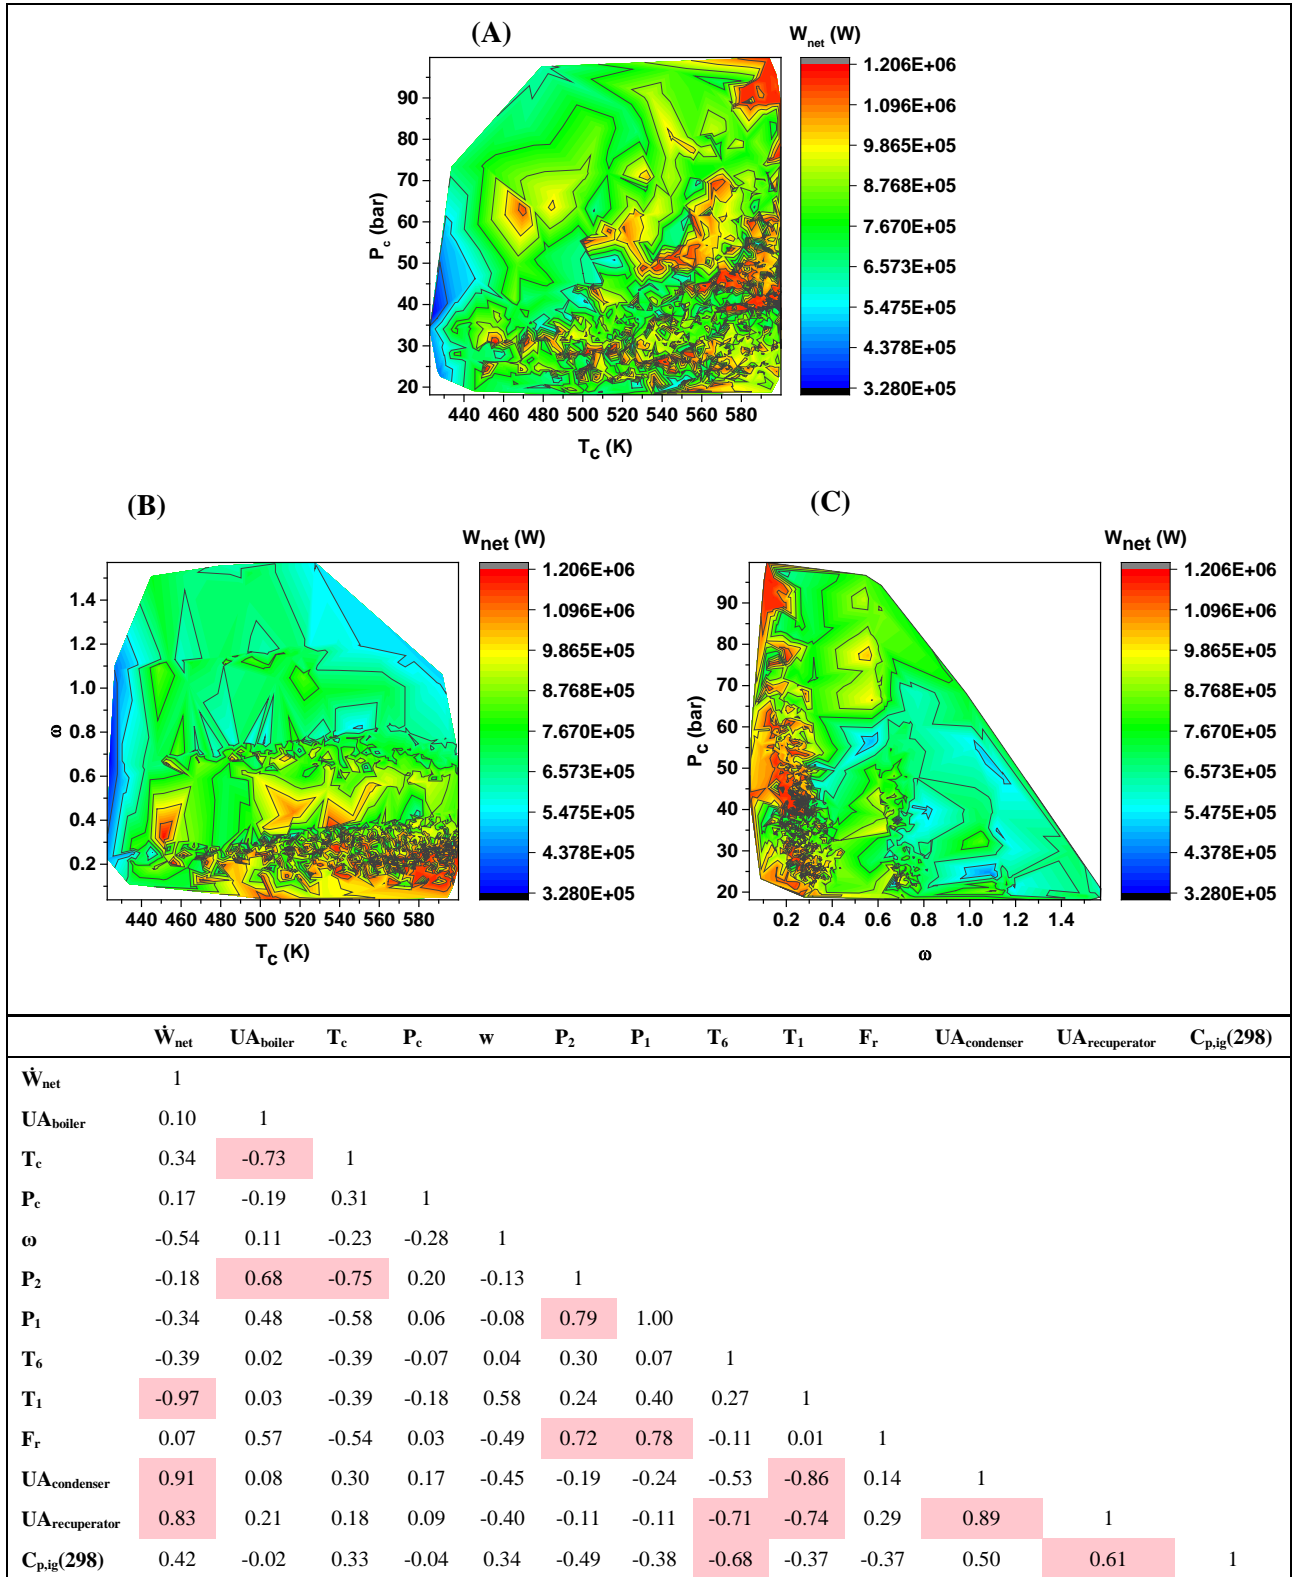 (A)
W_net (W)
1.206E+06
1.096E+06
9.865E+05
8.768E+05
7.670E+05
6.573E+05
5.475E+05
4.378E+05
3.280E+05
90
80
70
60
50
40
30
20
P_c (bar)
440 460 480 500 520 540 560 580
T_C (K)
(B)
W_net (W)
1.206E+06
1.096E+06
9.865E+05
8.768E+05
7.670E+05
6.573E+05
5.475E+05
4.378E+05
3.280E+05
1.4
1.2
1.0
0.8
0.6
0.4
0.2
ω
440 460 480 500 520 540 560 580
T_C (K)
(C)
W_net (W)
1.206E+06
1.096E+06
9.865E+05
8.768E+05
7.670E+05
6.573E+05
5.475E+05
4.378E+05
3.280E+05
90
80
70
60
50
40
30
20
P_c (bar)
0.2 0.4 0.6 0.8 1.0 1.2 1.4
ω
Ẇnet UAboiler Tc Pc w P2 P1 T6 T1 Fr UAcondenser UArecuperator Cp,ig(298)
Ẇnet 1
UAboiler 0.10 1
Tc 0.34 -0.73 1
Pc 0.17 -0.19 0.31 1
ω -0.54 0.11 -0.23 -0.28 1
P2 -0.18 0.68 -0.75 0.20 -0.13 1
P1 -0.34 0.48 -0.58 0.06 -0.08 0.79 1.00
T6 -0.39 0.02 -0.39 -0.07 0.04 0.30 0.07 1
T1 -0.97 0.03 -0.39 -0.18 0.58 0.24 0.40 0.27 1
Fr 0.07 0.57 -0.54 0.03 -0.49 0.72 0.78 -0.11 0.01 1
UAcondenser 0.91 0.08 0.30 0.17 -0.45 -0.19 -0.24 -0.53 -0.86 0.14 1
UArecuperator 0.83 0.21 0.18 0.09 -0.40 -0.11 -0.11 -0.71 -0.74 0.29 0.89 1
Cp,ig(298) 0.42 -0.02 0.33 -0.04 0.34 -0.49 -0.38 -0.68 -0.37 -0.37 0.50 0.61 1